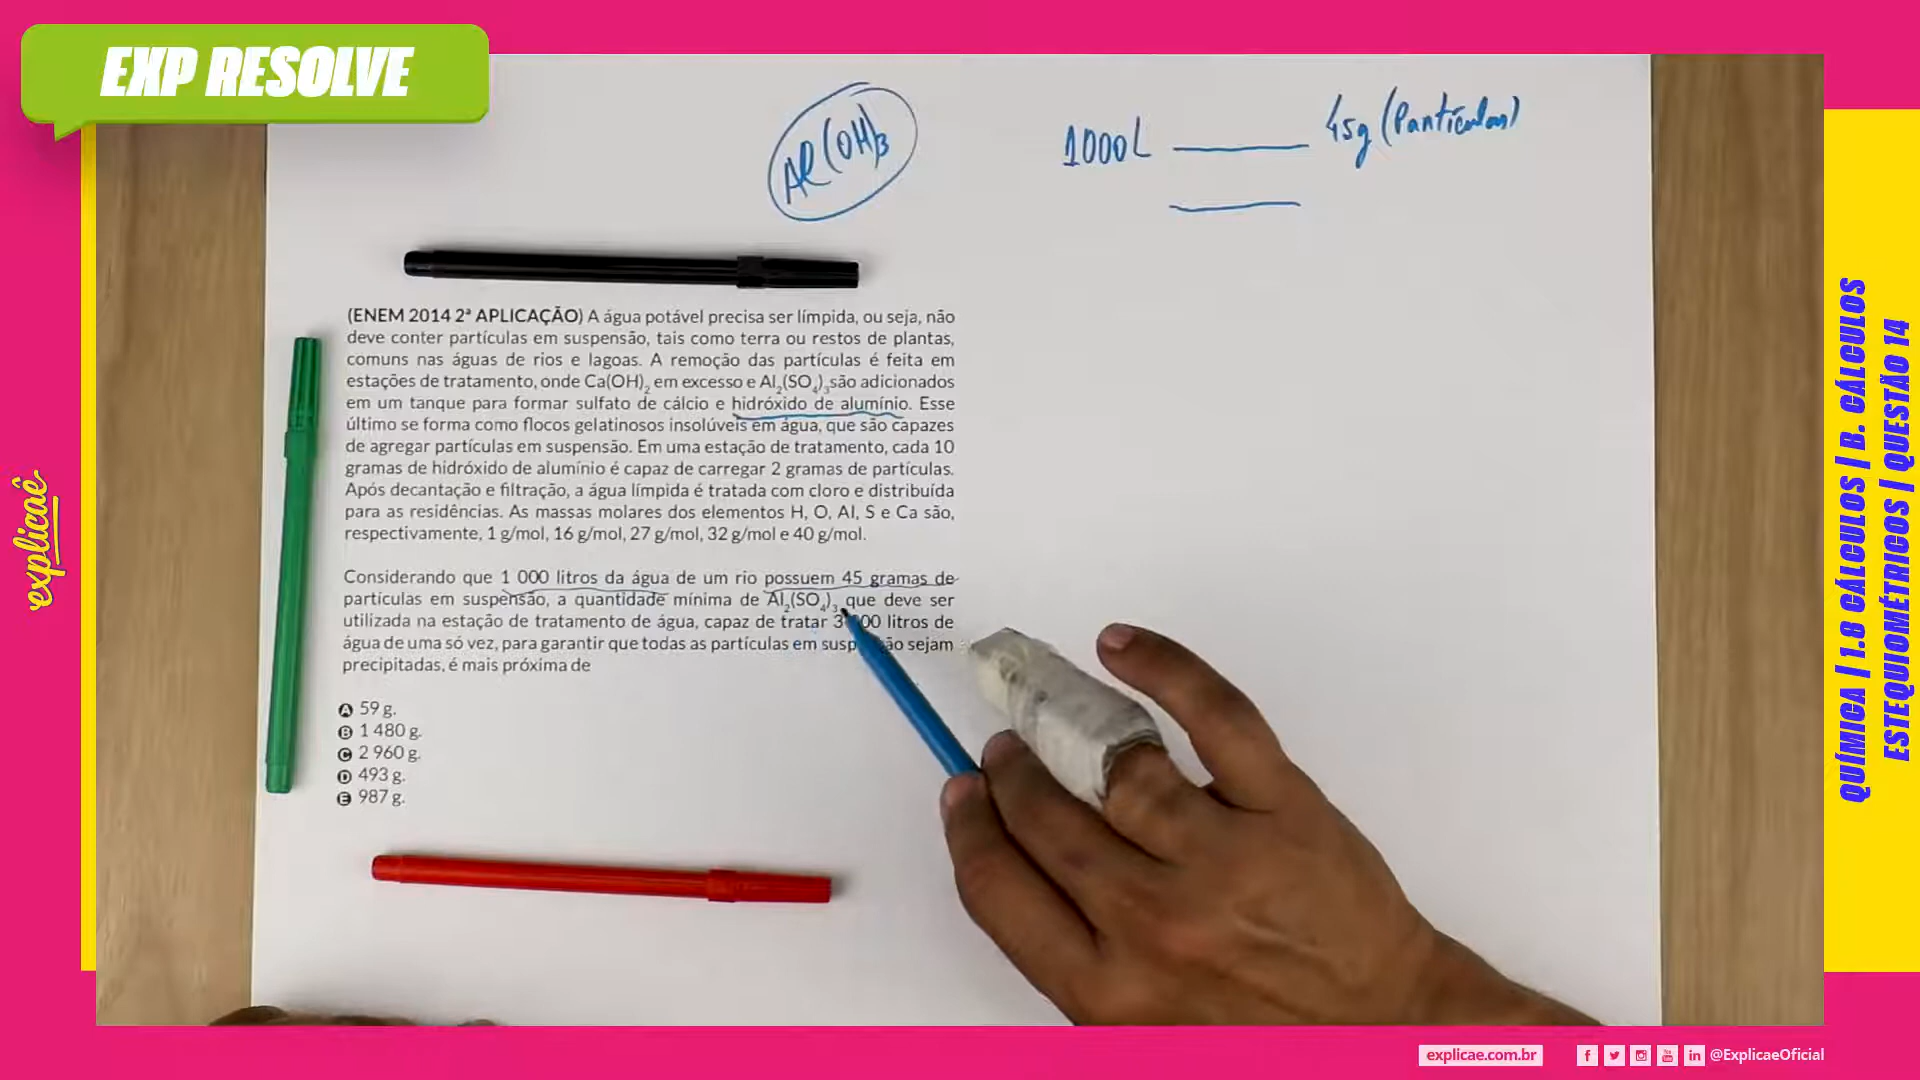 EXP RESOLVE
Al(OH)3
1000L 45g (Partículas)
(ENEM 2014 2ª APLICAÇÃO) A água potável precisa ser límpida, ou seja, não
deve conter partículas em suspensão, tais como terra ou restos de plantas,
comuns nas águas de rios e lagoas. A remoção das partículas é feita em
estações de tratamento, onde Ca(OH)2 em excesso e Al2(SO4)3 são adicionados
em um tanque para formar sulfato de cálcio e hidróxido de alumínio. Esse
último se forma como flocos gelatinosos insolúveis em água, que são capazes
de agregar partículas em suspensão. Em uma estação de tratamento, cada 10
gramas de hidróxido de alumínio é capaz de carregar 2 gramas de partículas.
Após decantação e filtração, a água límpida é tratada com cloro e distribuída
para as residências. As massas molares dos elementos H, O, Al, S e Ca são,
respectivamente, 1 g/mol, 16 g/mol, 27 g/mol, 32 g/mol e 40 g/mol.
Considerando que 1 000 litros da água de um rio possuem 45 gramas de
partículas em suspensão, a quantidade mínima de Al2(SO4)3 que deve ser
utilizada na estação de tratamento de água, capaz de tratar litros de
água de uma só vez, para garantir que todas as partículas em sejam
precipitadas, é mais próxima de
A 59 g.
B 1 480 g.
C 2 960 g.
D 493 g.
E 987 g.
explicaê
QUÍMICA | 1.8 CÁLCULOS | B. CÁLCULOS
ESTEQUIOMÉTRICOS | QUESTÃO 14
explicae.com.br
@ExplicaeOficial